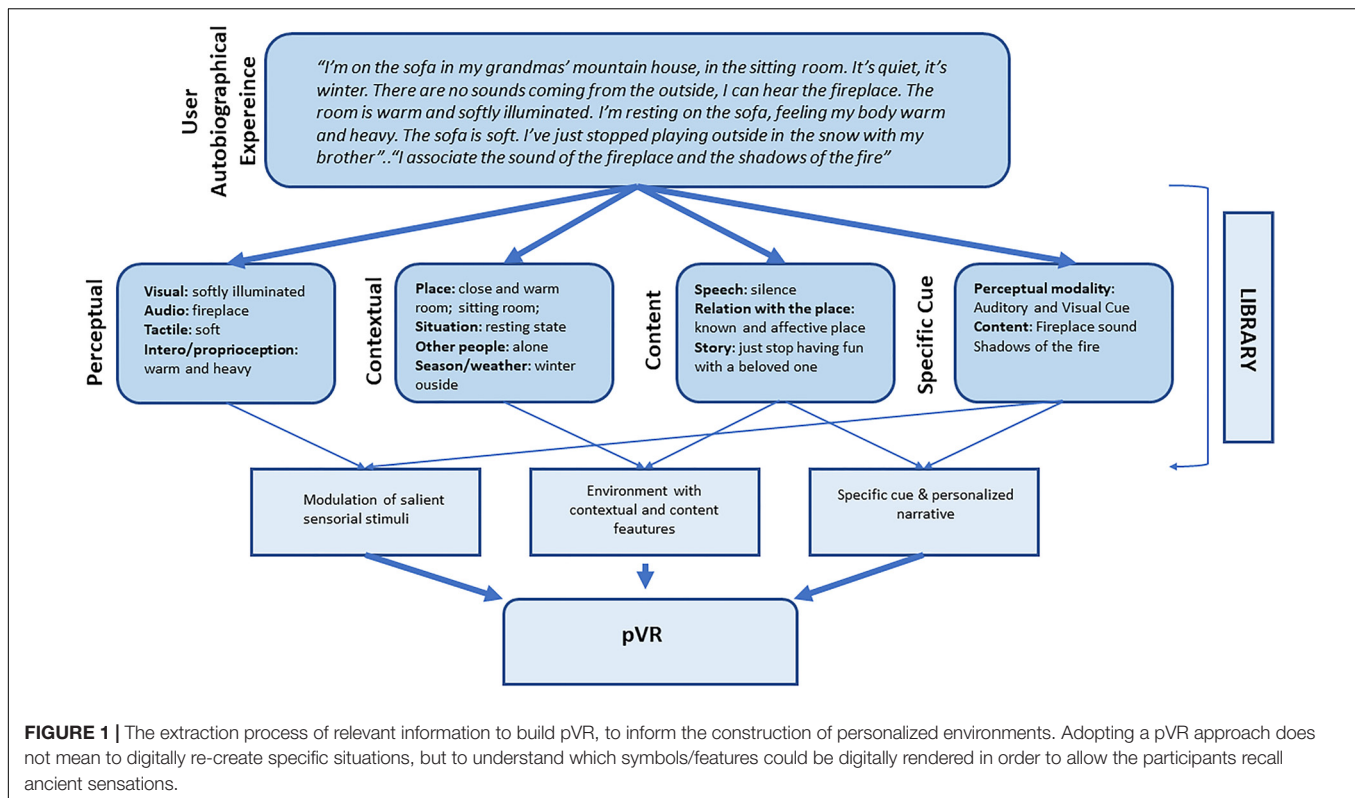 User
Autobiographical
Expereince
“I’m on the sofa in my grandmas’ mountain house, in the sitting room. It’s quiet, it’s
winter. There are no sounds coming from the outside, I can hear the fireplace. The
room is warm and softly illuminated. I’m resting on the sofa, feeling my body warm
and heavy. The sofa is soft. I’ve just stopped playing outside in the snow with my
brother”..“I associate the sound of the fireplace and the shadows of the fire”
Perceptual
Visual: softly illuminated
Audio: fireplace
Tactile: soft
Intero/proprioception:
warm and heavy
Contextual
Place: close and warm
room; sitting room;
Situation: resting state
Other people: alone
Season/weather: winter
ouside
Content
Speech: silence
Relation with the place:
known and affective place
Story: just stop having fun
with a beloved one
Specific Cue
Perceptual modality:
Auditory and Visual Cue
Content: Fireplace sound
Shadows of the fire
LIBRARY
Modulation of salient
sensorial stimuli
Environment with
contextual and content
feautures
Specific cue & personalized
narrative
pVR
FIGURE 1 | The extraction process of relevant information to build pVR, to inform the construction of personalized environments. Adopting a pVR approach does
not mean to digitally re-create specific situations, but to understand which symbols/features could be digitally rendered in order to allow the participants recall
ancient sensations.